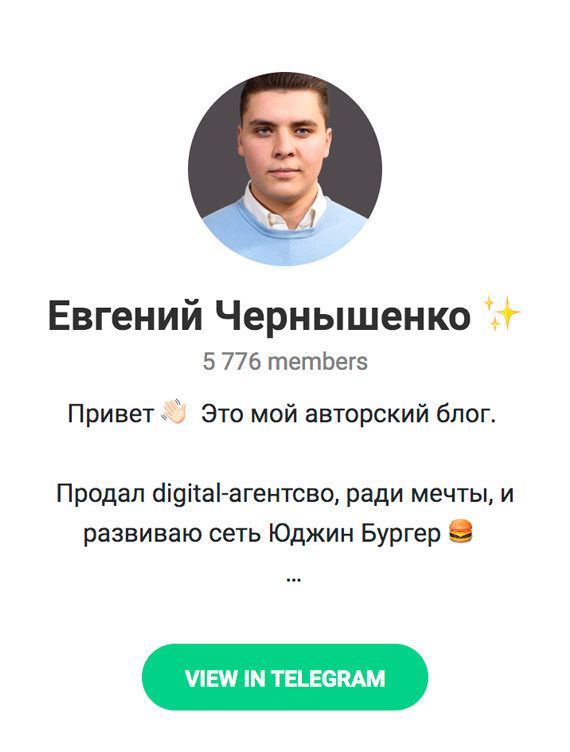 Евгений Чернышенко ✨
5 776 members
Привет 👋🏻 Это мой авторский блог.
Продал digital-агентсво, ради мечты, и
развиваю сеть Юджин Бургер 🍔
...
VIEW IN TELEGRAM